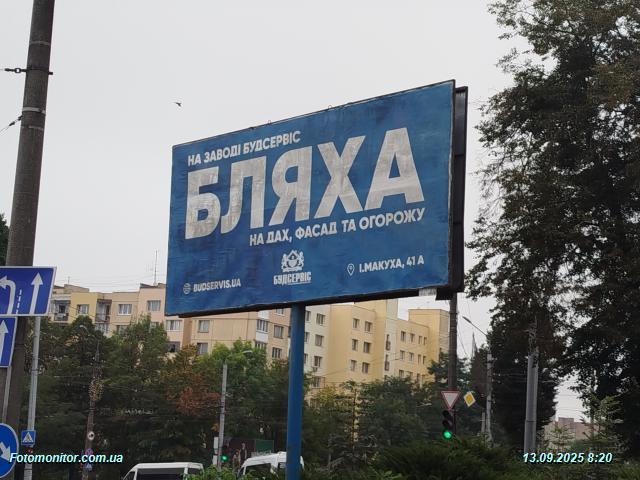 НА ЗАВОДІ БУДСЕРВІС
БЛЯХА
НА ДАХ, ФАСАД ТА ОГОРОЖУ
BUDSERVIS.UA
БУДСЕРВІС
І.МАКУХА, 41 А
Fotomonitor.com.ua
13.09.2025 8:20